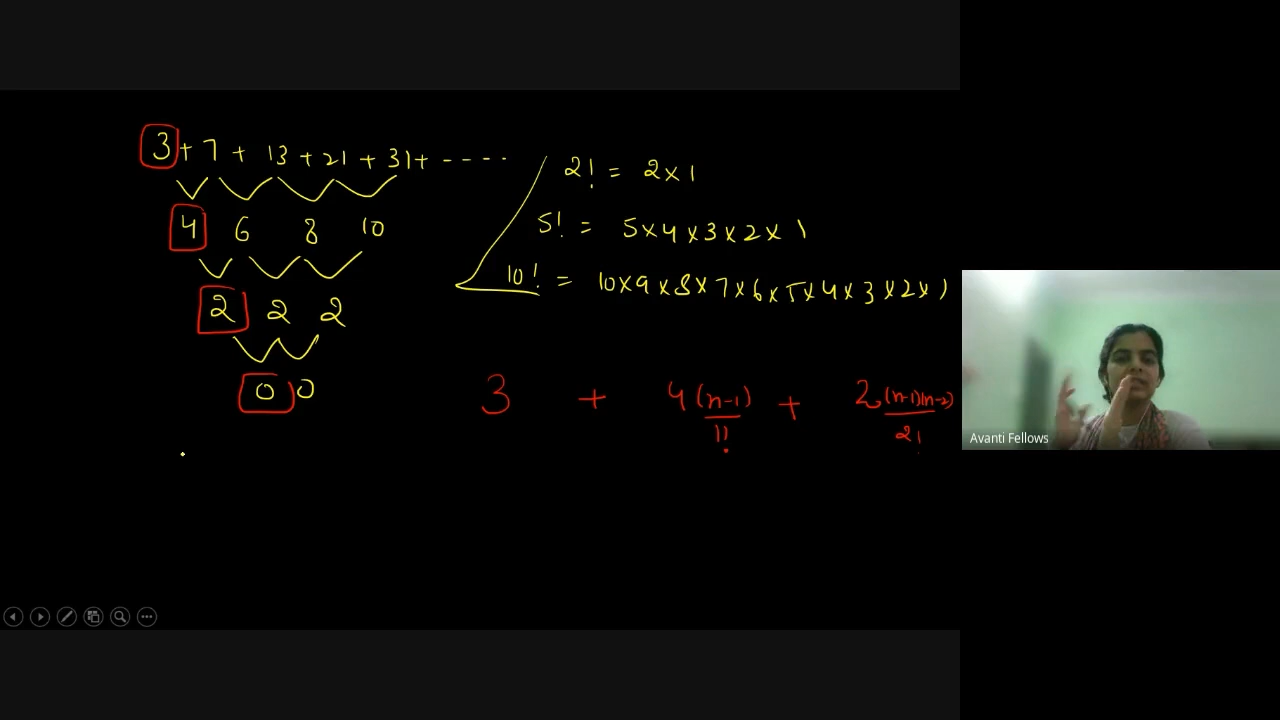 3 + 7 + 13 + 21 + 31 + - - - -
4 6 8 10
2 2 2
0 0
2! = 2 x 1
5! = 5 x 4 x 3 x 2 x 1
10! = 10 x 9 x 8 x 7 x 6 x 5 x 4 x 3 x 2 x 1
3 + 4 (n-1) / 1! + 2 (n-1)(n-2) / 2!
Avanti Fellows